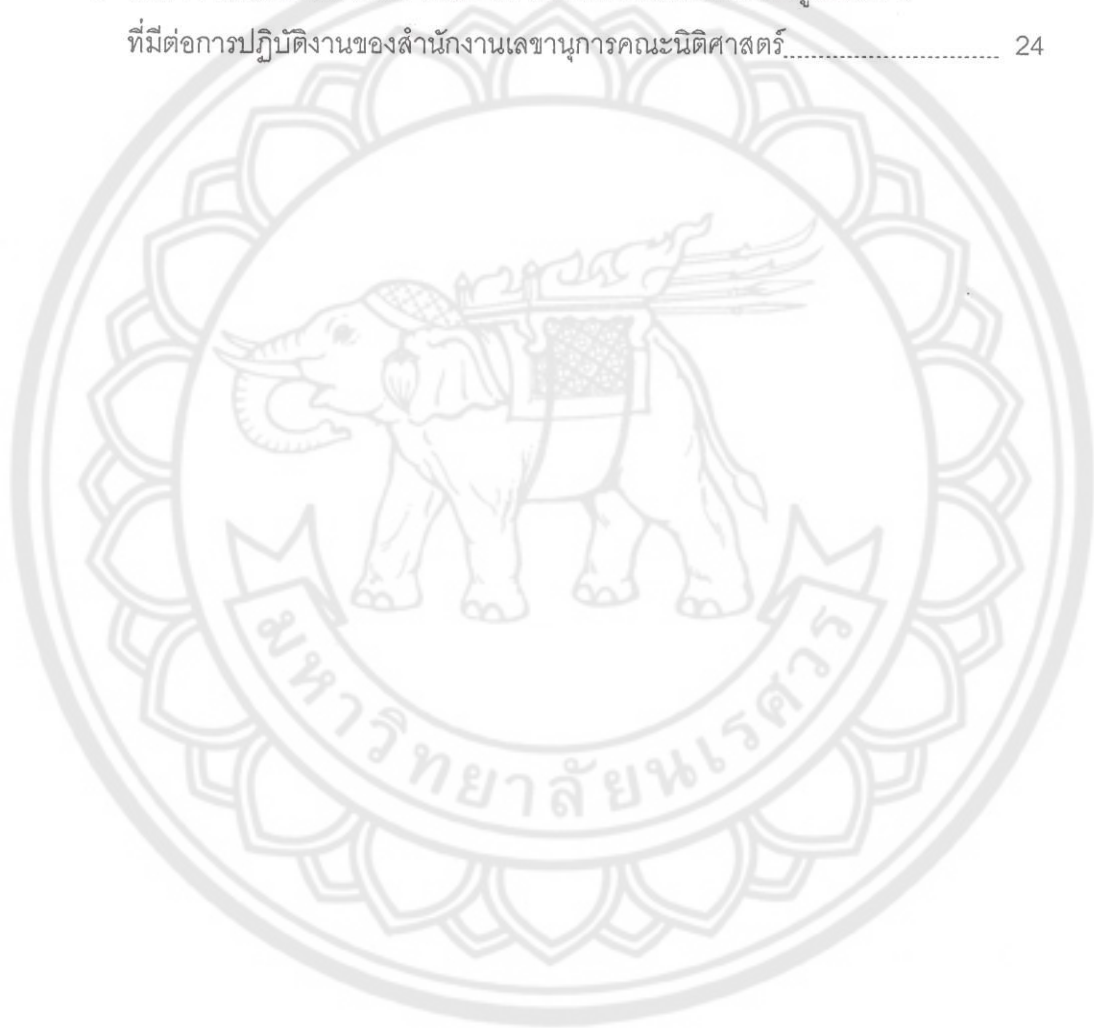 ที่มีต่อการปฏิบัติงานของสำนักงานเลขานุการคณะนิติศาสตร์ 24
มหาวิทยาลัยนเรศวร